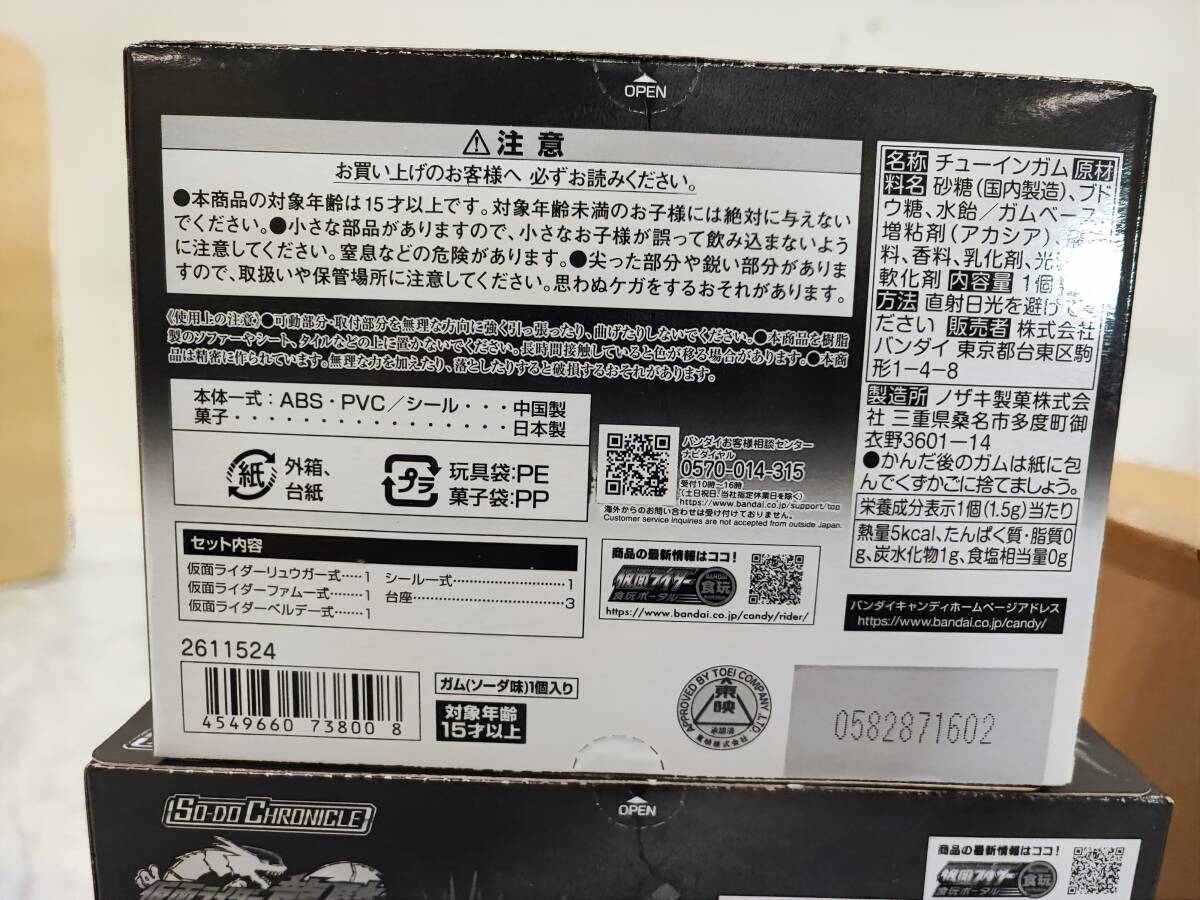 OPEN
⚠注意
お買い上げのお客様へ 必ずお読みください。
●本商品の対象年齢は15才以上です。対象年齢未満のお子様には絶対に与えない
でください。●小さな部品がありますので、小さなお子様が誤って飲み込まないよう
に注意してください。窒息などの危険があります。●尖った部分や鋭い部分がありま
すので、取扱いや保管場所に注意してください。思わぬケガをするおそれがあります。
〈使用上の注意〉●可動部分・取付部分を無理な方向に強く引っ張ったり、曲げたりしないでください。●本商品を樹脂
製のソファーやシート、タイルなどの上に置かないでください。長時間接触していると色が移る場合があります。●本商
品は精密に作られています。無理な力を加えたり、落としたりすると破損するおそれがあります。
本体一式：ABS・PVC／シール・・・中国製
菓子・・・・・・・・・・・・・・・・日本製
紙 外箱、
台紙
プラ 玩具袋:PE
菓子袋:PP
セット内容
仮面ライダーリュウガ一式……1
仮面ライダーファム一式……1
仮面ライダーベルデ一式……1
シール一式……………………1
台座……………………………3
2611524
4549660 73800 8
ガム(ソーダ味)1個入り
対象年齢
15才以上
バンダイお客様相談センター
ナビダイヤル
0570-014-315
受付10時〜16時
(土日祝日、当社指定休業日を除く)
https://www.bandai.co.jp/support/top
海外からのお問い合わせは受け付けておりません。
Customer service inquiries are not accepted from outside Japan.
商品の最新情報はココ！
仮面ライダー
BANDAI
食玩
食玩ポータル
https://www.bandai.co.jp/candy/rider/
APPROVED BY TOEI COMPANY LTD.
東映
承認済
東映株式会社
名称 チューインガム 原材
料名 砂糖(国内製造)、ブド
ウ糖、水飴／ガムベース、
増粘剤(アカシア)、
料、香料、乳化剤、光
軟化剤 内容量 1個
方法 直射日光を避けて
ださい 販売者 株式会社
バンダイ 東京都台東区駒
形1-4-8
製造所 ノザキ製菓株式会
社 三重県桑名市多度町御
衣野3601-14
●かんだ後のガムは紙に包
んでくずかごに捨てましょう。
栄養成分表示1個(1.5g)当たり
熱量5kcal、たんぱく質・脂質0
g、炭水化物1g、食塩相当量0g
バンダイキャンディホームページアドレス
https://www.bandai.co.jp/candy/
0582871602
SO-DO CHRONICLE
仮面ライダー龍騎
OPEN
商品の最新情報はココ！
仮面ライダー
食玩
食玩ポータル